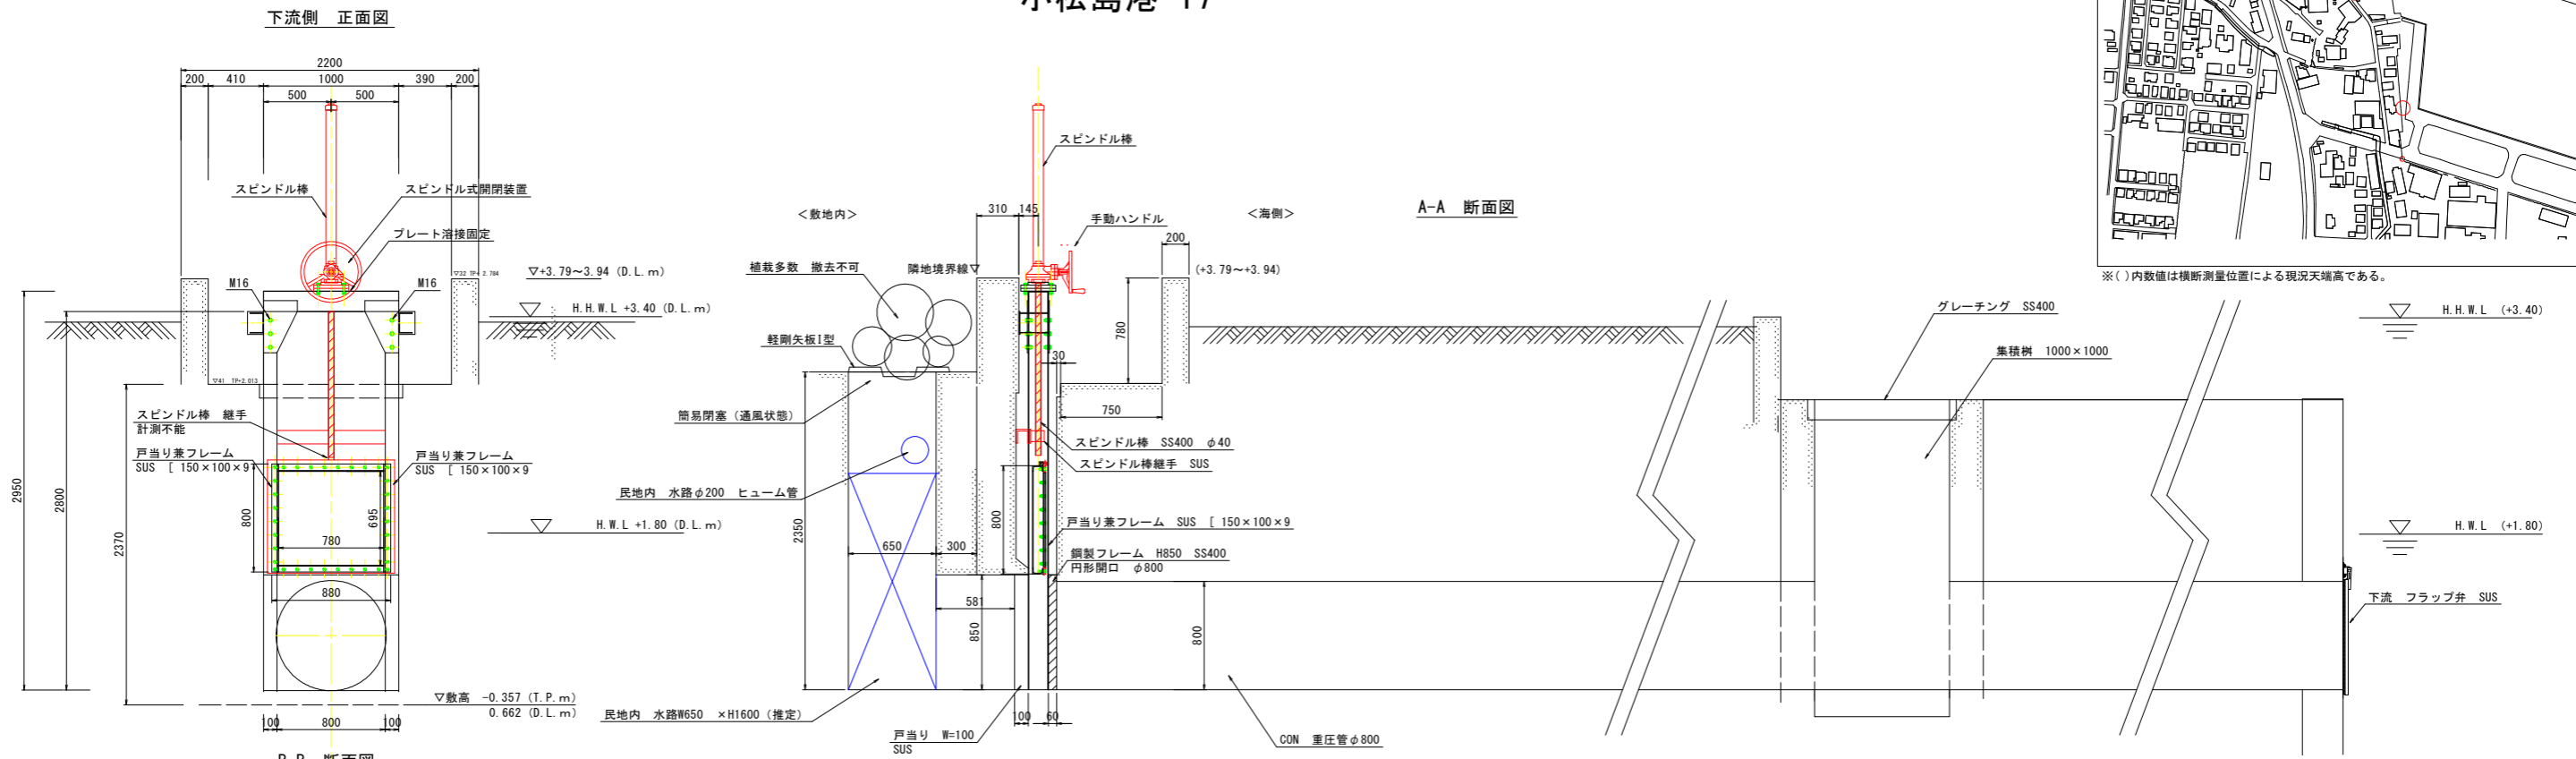 下流側 正面図
2200
200
410
1000
390
200
500
500
スピンドル棒
スピンドル式開閉装置
プレート溶接固定
M16
M16
▽32 TP+ 2.784
▽+3.79～3.94 (D.L.m)
H.H.W.L +3.40 (D.L.m)
▽41 TP+2.013
スピンドル棒 継手
計測不能
戸当り兼フレーム
SUS [ 150×100×9
戸当り兼フレーム
SUS [ 150×100×9
2950
2800
2370
800
695
780
880
H.W.L +1.80 (D.L.m)
▽敷高 -0.357 (T.P.m)
0.662 (D.L.m)
100
800
100
<敷地内>
310
145
スピンドル棒
手動ハンドル
<海側>
A-A 断面図
200
植栽多数 撤去不可
隣地境界線▽
(+3.79～+3.94)
軽剛矢板I型
780
30
750
簡易閉塞（通風状態）
スピンドル棒 SS400 φ40
スピンドル棒継手 SUS
民地内 水路φ200 ヒューム管
2350
800
戸当り兼フレーム SUS [ 150×100×9
650
300
鋼製フレーム H850 SS400
円形開口 φ800
581
850
800
民地内 水路W650 ×H1600（推定）
100
60
戸当り W=100
SUS
CON 重圧管φ800
※( )内数値は横断測量位置による現況天端高である。
グレーチング SS400
H.H.W.L (+3.40)
集積桝 1000×1000
H.W.L (+1.80)
下流 フラップ弁 SUS